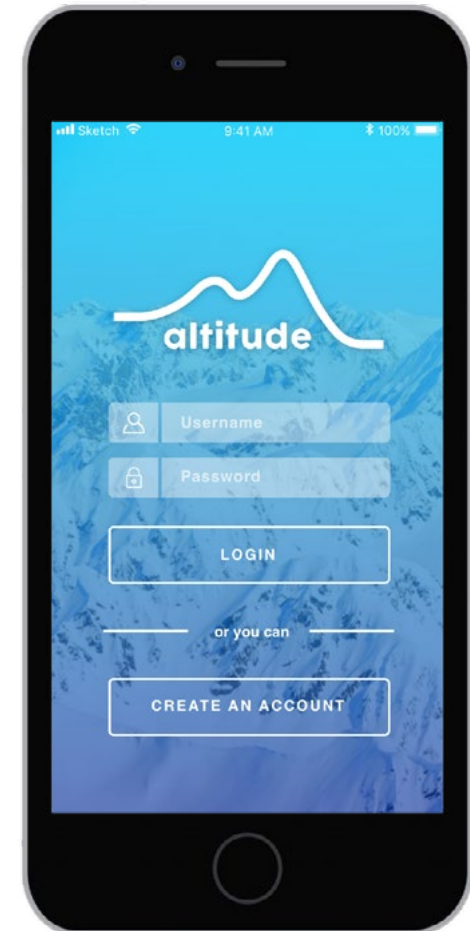 Sketch 9:41 AM 100%
altitude
Username
Password
LOGIN
or you can
CREATE AN ACCOUNT